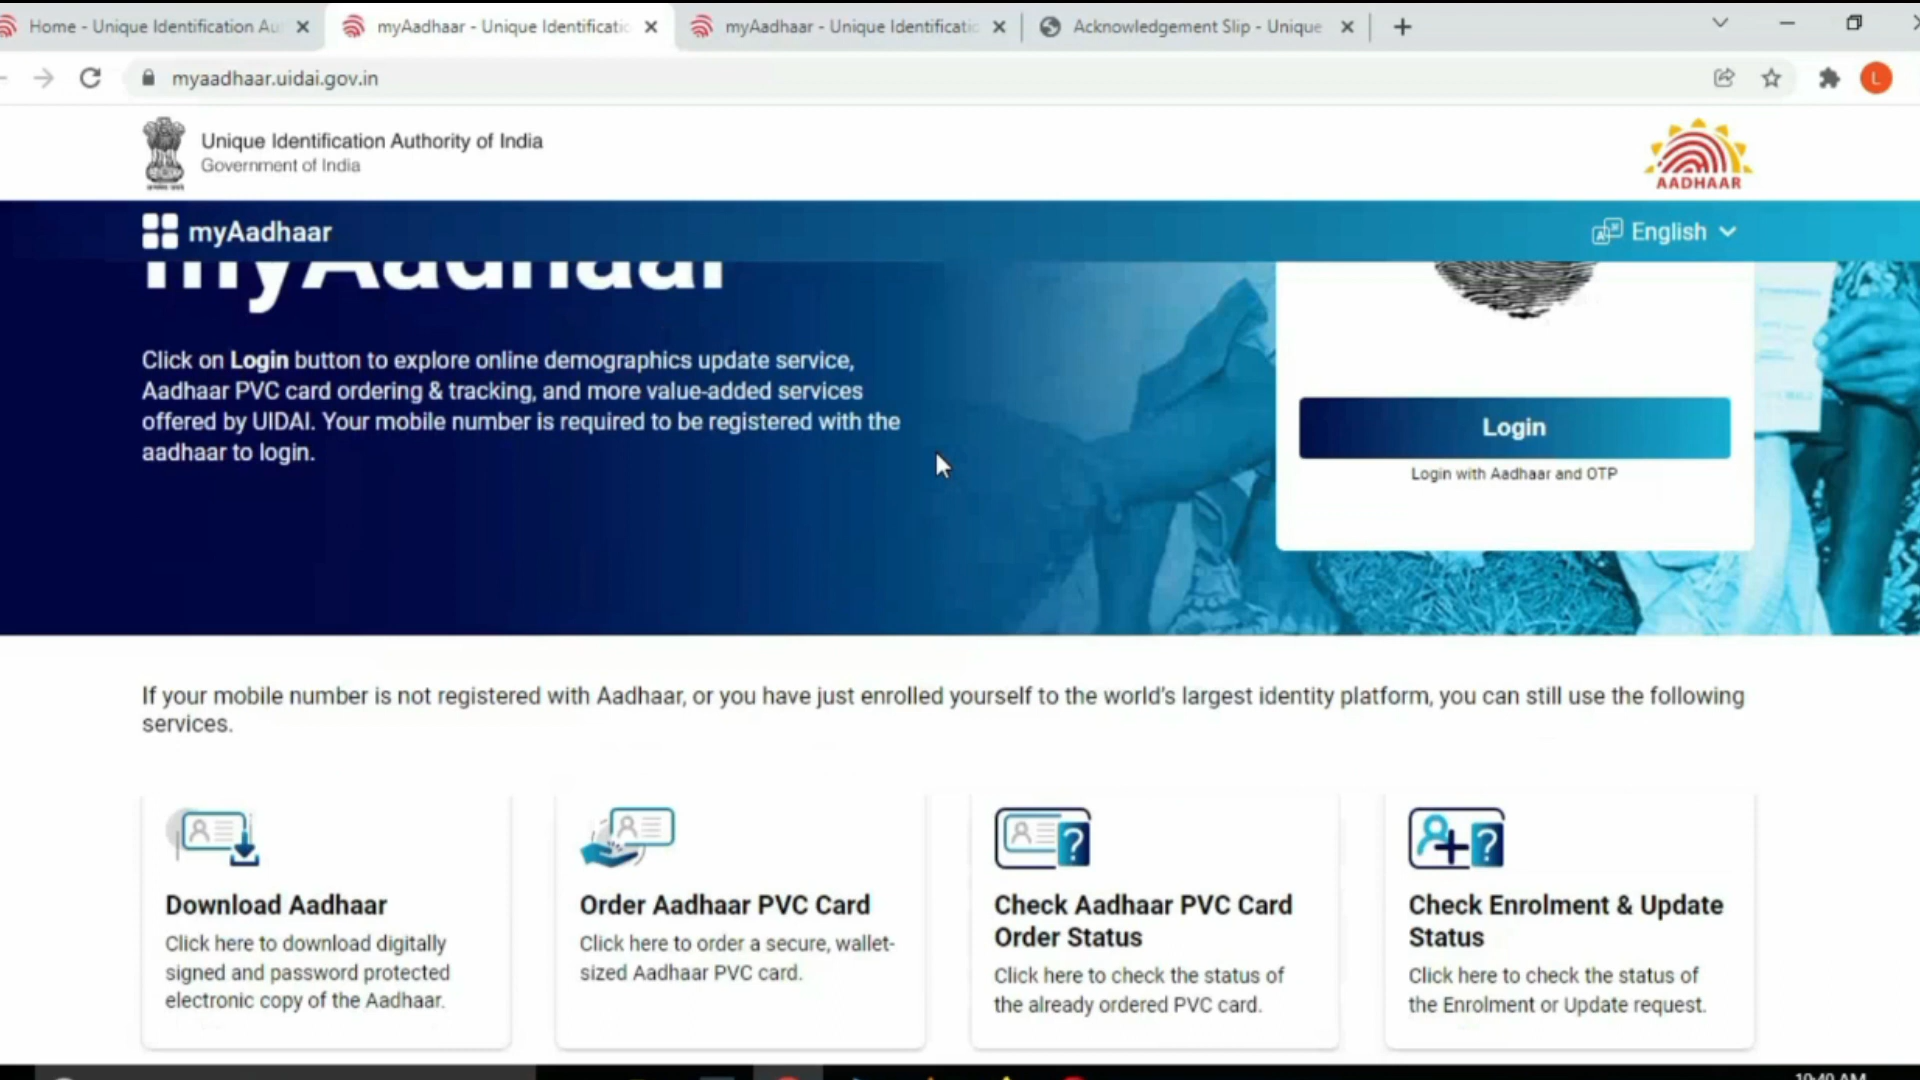 Home - Unique Identification Au
myAadhaar - Unique Identificatic
myAadhaar - Unique Identificatic
Acknowledgement Slip - Unique
myaadhaar.uidai.gov.in
L
Unique Identification Authority of India
Government of India
AADHAAR
myAadhaar
English
myAadhaar
Click on Login button to explore online demographics update service,
Aadhaar PVC card ordering & tracking, and more value-added services
offered by UIDAI. Your mobile number is required to be registered with the
aadhaar to login.
Login
Login with Aadhaar and OTP
If your mobile number is not registered with Aadhaar, or you have just enrolled yourself to the world's largest identity platform, you can still use the following
services.
Download Aadhaar
Click here to download digitally
signed and password protected
electronic copy of the Aadhaar.
Order Aadhaar PVC Card
Click here to order a secure, wallet-
sized Aadhaar PVC card.
Check Aadhaar PVC Card
Order Status
Click here to check the status of
the already ordered PVC card.
Check Enrolment & Update
Status
Click here to check the status of
the Enrolment or Update request.
10:40 AM